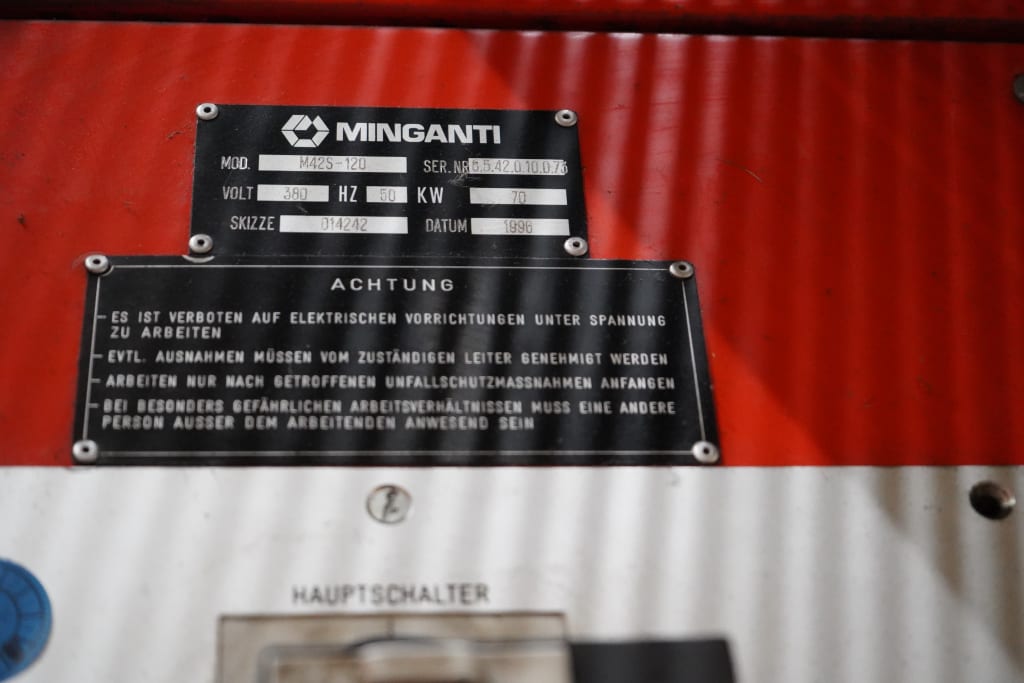 MINGANTI
MOD. M42S-120 SER. NR.
VOLT 380 HZ 50 KW 70
SKIZZE 014242 DATUM 1996
ACHTUNG
- ES IST VERBOTEN AUF ELEKTRISCHEN VORRICHTUNGEN UNTER SPANNUNG
ZU ARBEITEN
- EVTL. AUSNAHMEN MÜSSEN VOM ZUSTÄNDIGEN LEITER GENEHMIGT WERDEN
- ARBEITEN NUR NACH GETROFFENEN UNFALLSCHUTZMASSNAHMEN ANFANGEN
- BEI BESONDERS GEFÄHRLICHEN ARBEITSVERHÄLTNISSEN MUSS EINE ANDERE
PERSON AUSSER DEM ARBEITENDEN ANWESEND SEIN
HAUPTSCHALTER